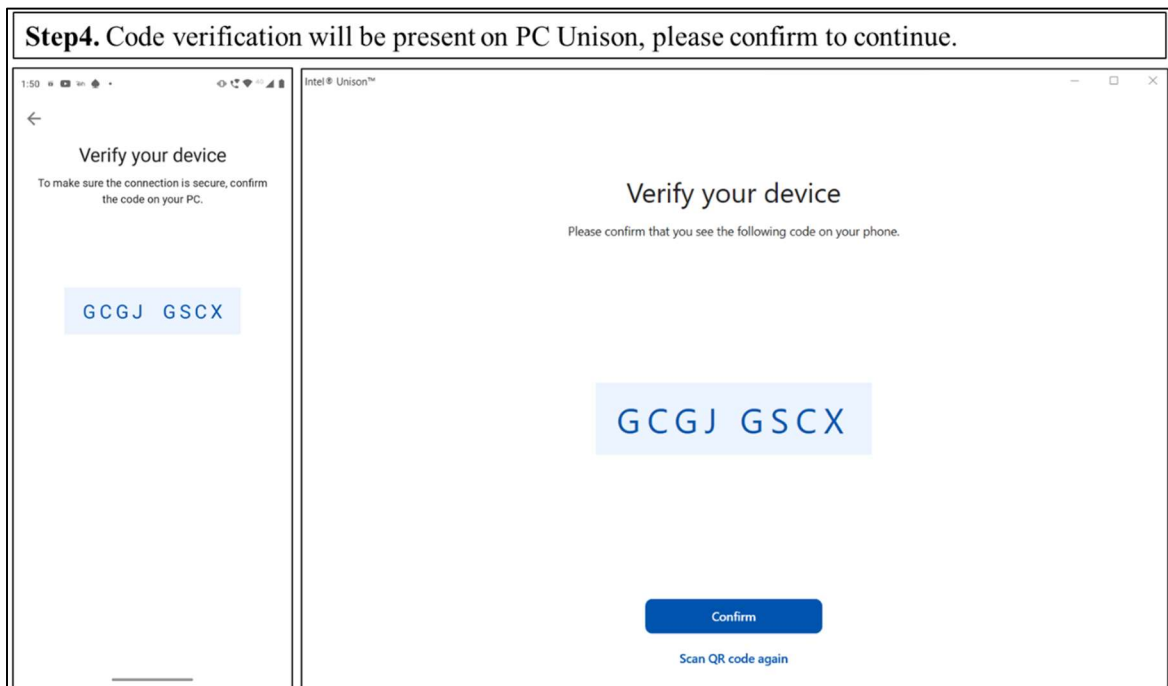 Step4. Code verification will be present on PC Unison, please confirm to continue.
1:50
Verify your device
To make sure the connection is secure, confirm
the code on your PC.
GCGJ GSCX
Intel® Unison™
Verify your device
Please confirm that you see the following code on your phone.
GCGJ GSCX
Confirm
Scan QR code again